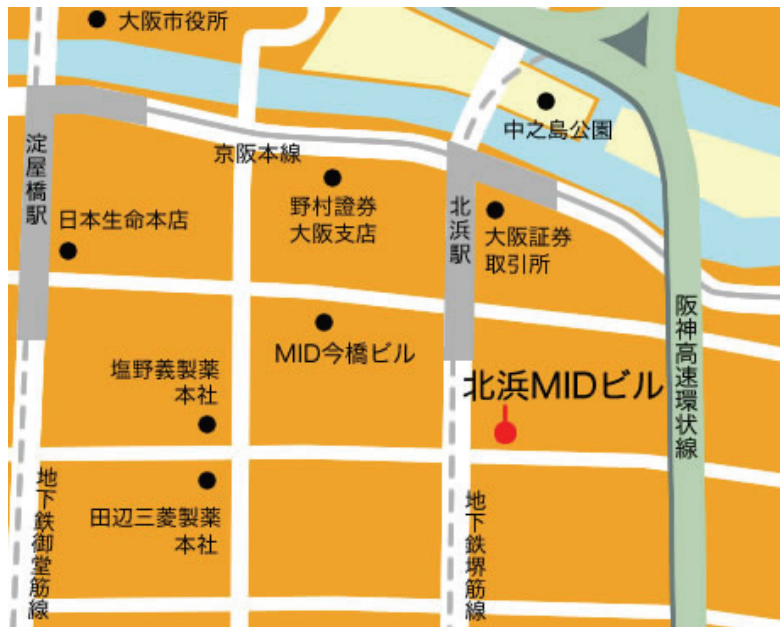 大阪市役所
中之島公園
淀屋橋駅
京阪本線
日本生命本店
野村證券
大阪支店
北浜駅
大阪証券
取引所
MID今橋ビル
阪神高速環状線
塩野義製薬
本社
北浜MIDビル
田辺三菱製薬
本社
地下鉄御堂筋線
地下鉄堺筋線